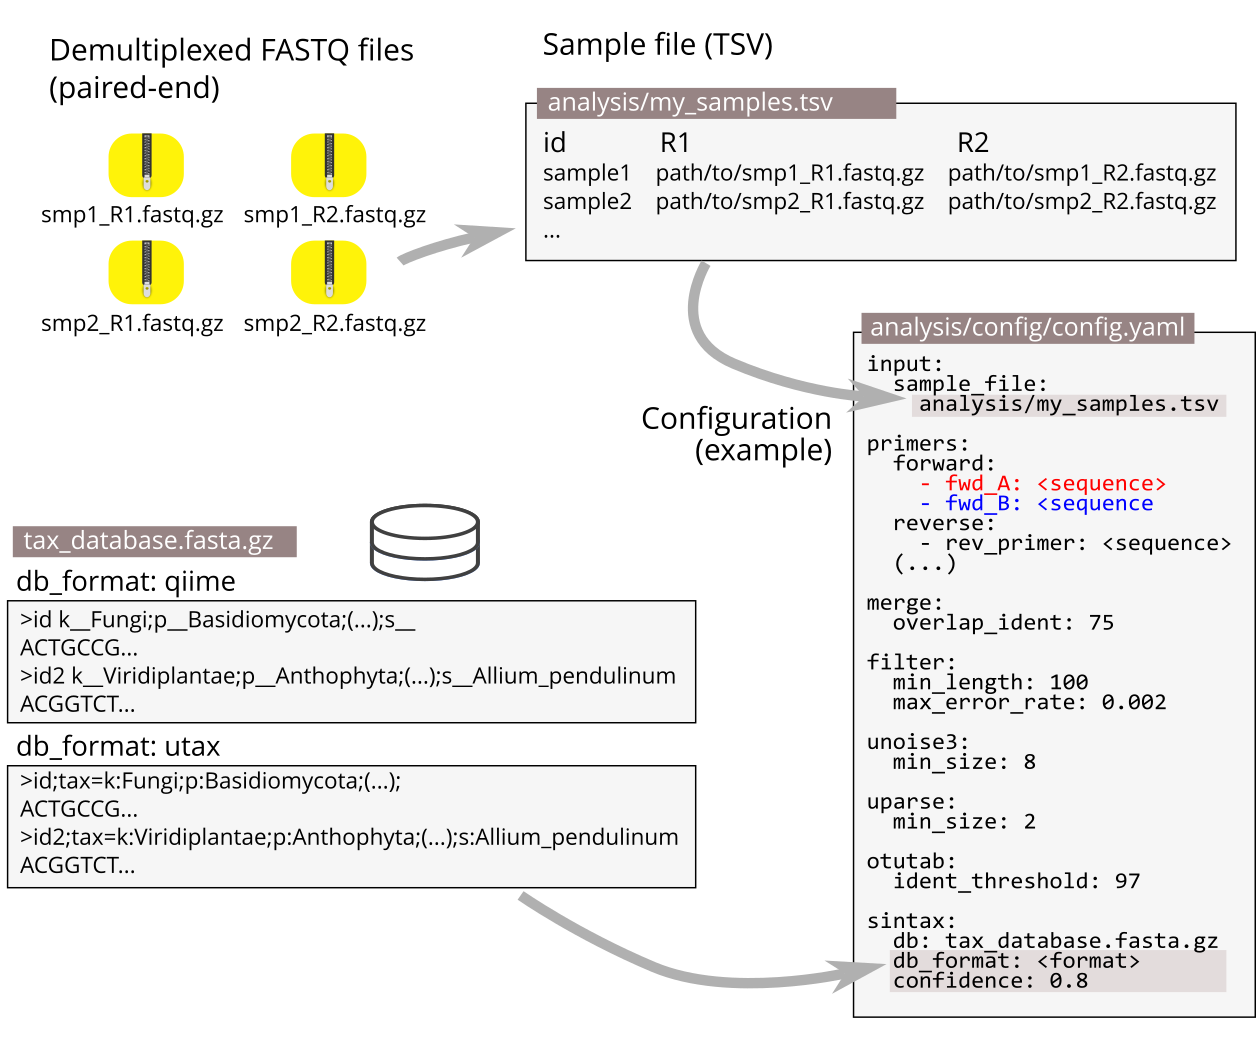 Demultiplexed FASTQ files
(paired-end)
smp1_R1.fastq.gz smp1_R2.fastq.gz
smp2_R1.fastq.gz smp2_R2.fastq.gz
Sample file (TSV)
analysis/my_samples.tsv
id R1 R2
sample1 path/to/smp1_R1.fastq.gz path/to/smp1_R2.fastq.gz
sample2 path/to/smp2_R1.fastq.gz path/to/smp2_R2.fastq.gz
...
Configuration
(example)
analysis/config/config.yaml
input:
  sample_file:
    analysis/my_samples.tsv
primers:
  forward:
    - fwd_A: <sequence>
    - fwd_B: <sequence
  reverse:
    - rev_primer: <sequence>
  (...)
merge:
  overlap_ident: 75
filter:
  min_length: 100
  max_error_rate: 0.002
unoise3:
  min_size: 8
uparse:
  min_size: 2
otutab:
  ident_threshold: 97
sintax:
  db: tax_database.fasta.gz
  db_format: <format>
  confidence: 0.8
tax_database.fasta.gz
db_format: qiime
>id k__Fungi;p__Basidiomycota;(...);s__
ACTGCCG...
>id2 k__Viridiplantae;p__Anthophyta;(...);s__Allium_pendulinum
ACGGTCT...
db_format: utax
>id;tax=k:Fungi;p:Basidiomycota;(...);
ACTGCCG...
>id2;tax=k:Viridiplantae;p:Anthophyta;(...);s:Allium_pendulinum
ACGGTCT...